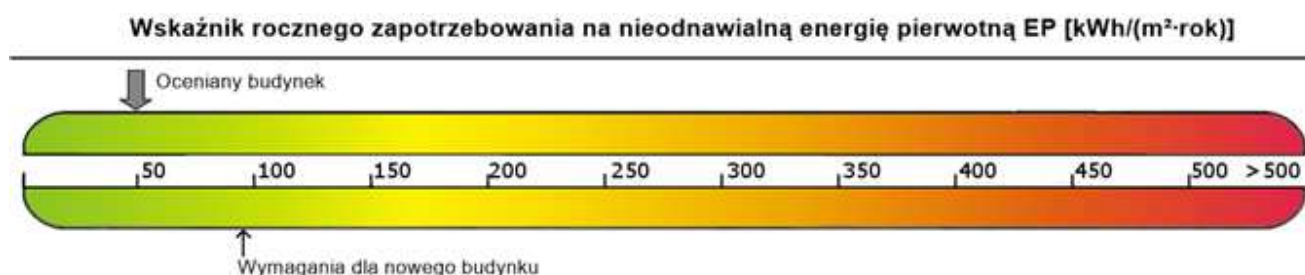 Wskaźnik rocznego zapotrzebowania na nieodnawialną energię pierwotną EP [kWh/(m²·rok)]
Oceniany budynek
50 100 150 200 250 300 350 400 450 500 >500
Wymagania dla nowego budynku